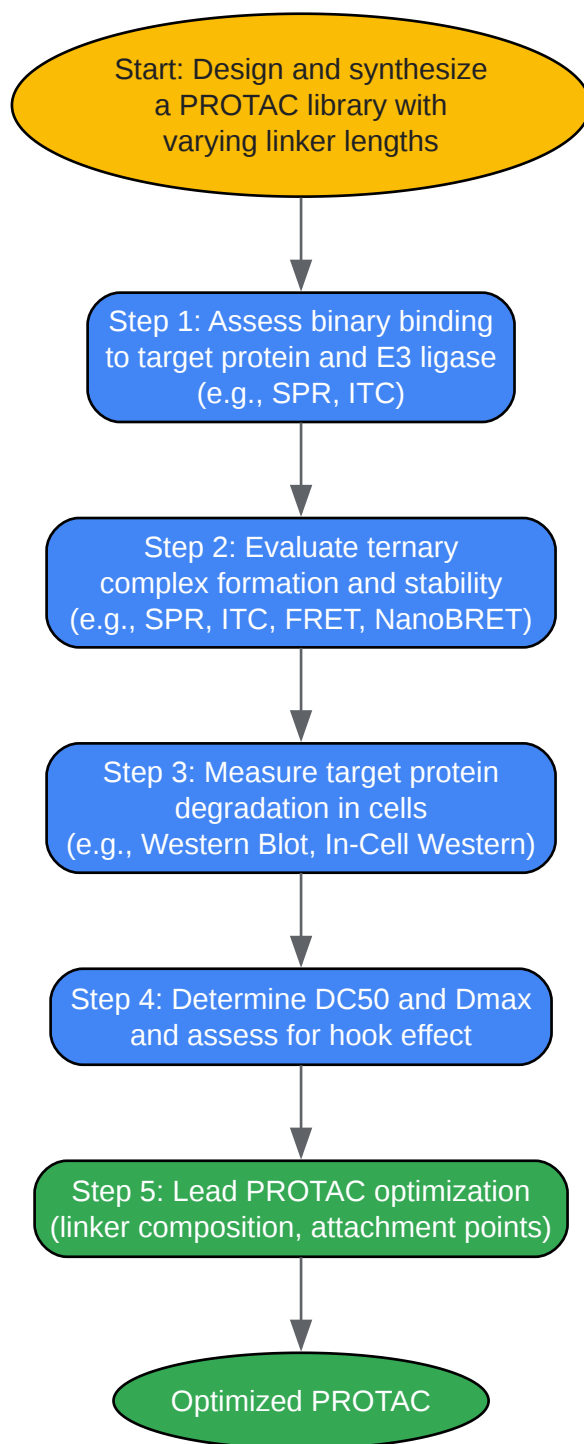 Start: Design and synthesize
a PROTAC library with
varying linker lengths
Step 1: Assess binary binding
to target protein and E3 ligase
(e.g., SPR, ITC)
Step 2: Evaluate ternary
complex formation and stability
(e.g., SPR, ITC, FRET, NanoBRET)
Step 3: Measure target protein
degradation in cells
(e.g., Western Blot, In-Cell Western)
Step 4: Determine DC50 and Dmax
and assess for hook effect
Step 5: Lead PROTAC optimization
(linker composition, attachment points)
Optimized PROTAC